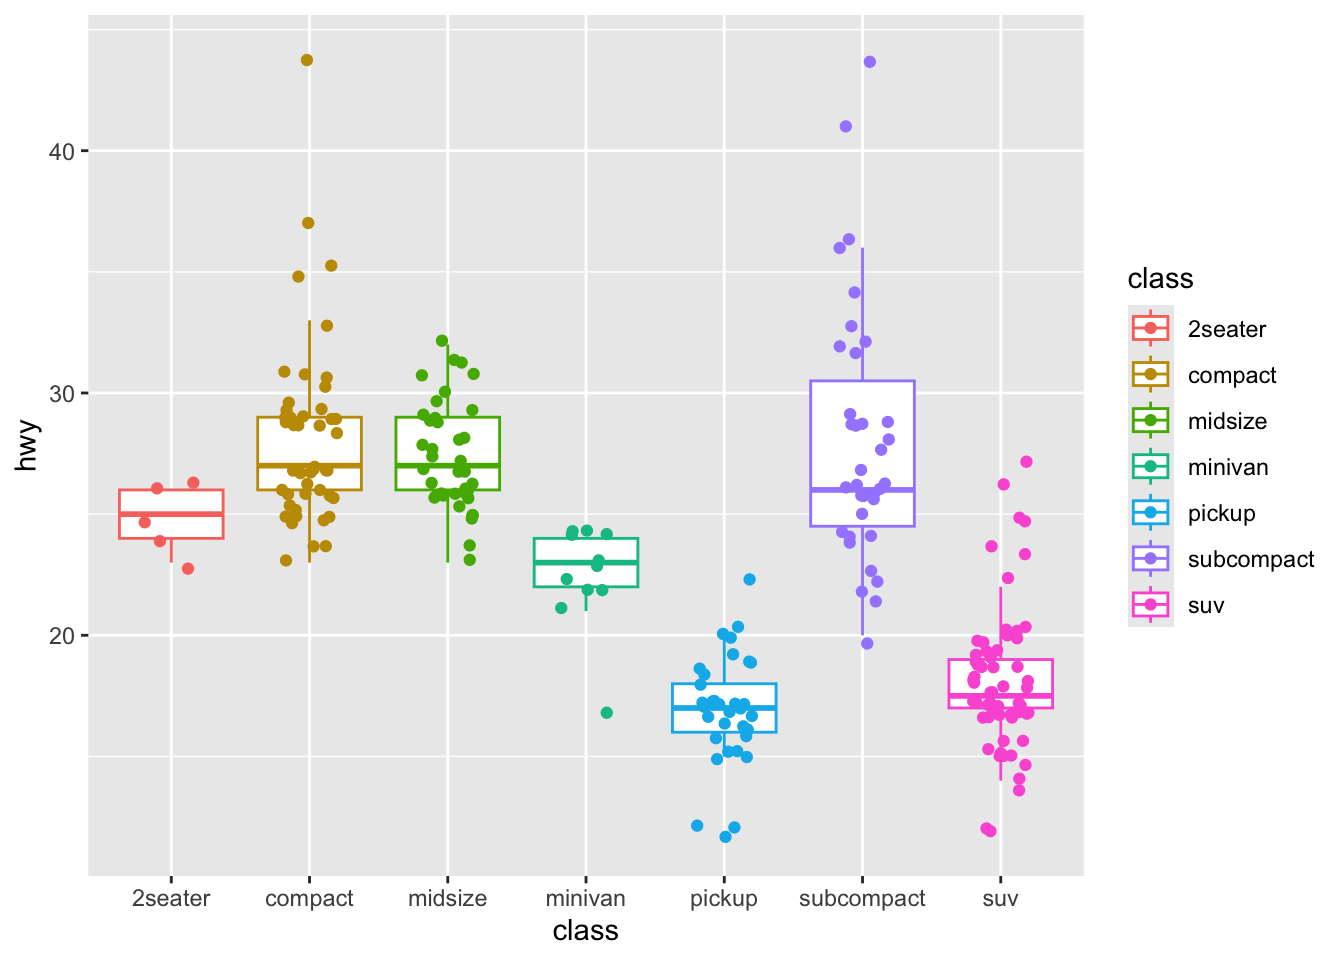 hwy
40
30
20
2seater compact midsize minivan pickup subcompact suv
class
class
2seater
compact
midsize
minivan
pickup
subcompact
suv